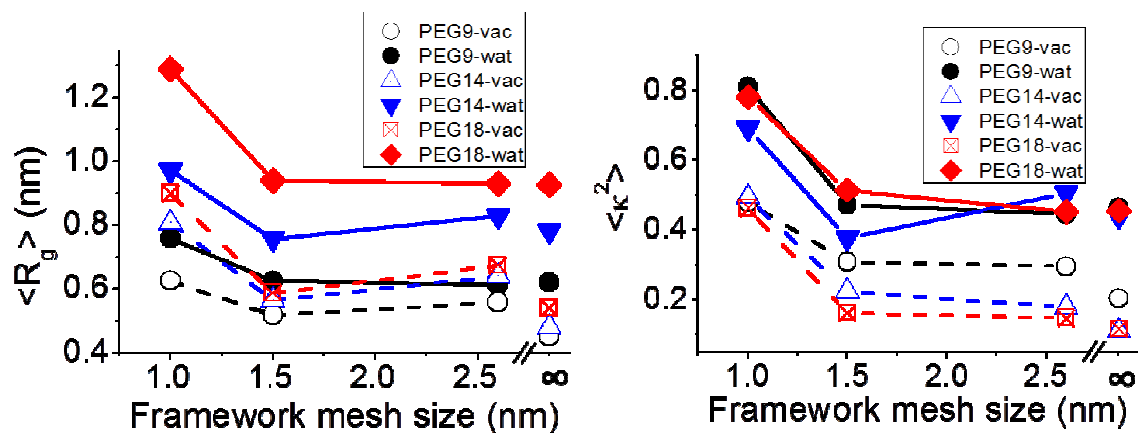 PEG9-vac
PEG9-wat
PEG14-vac
PEG14-wat
PEG18-vac
PEG18-wat
<Rg> (nm)
1.2
1.0
0.8
0.6
0.4
1.0
1.5
2.0
2.5
∞
Framework mesh size (nm)
PEG9-vac
PEG9-wat
PEG14-vac
PEG14-wat
PEG18-vac
PEG18-wat
<κ²>
0.8
0.6
0.4
0.2
1.0
1.5
2.0
2.5
∞
Framework mesh size (nm)